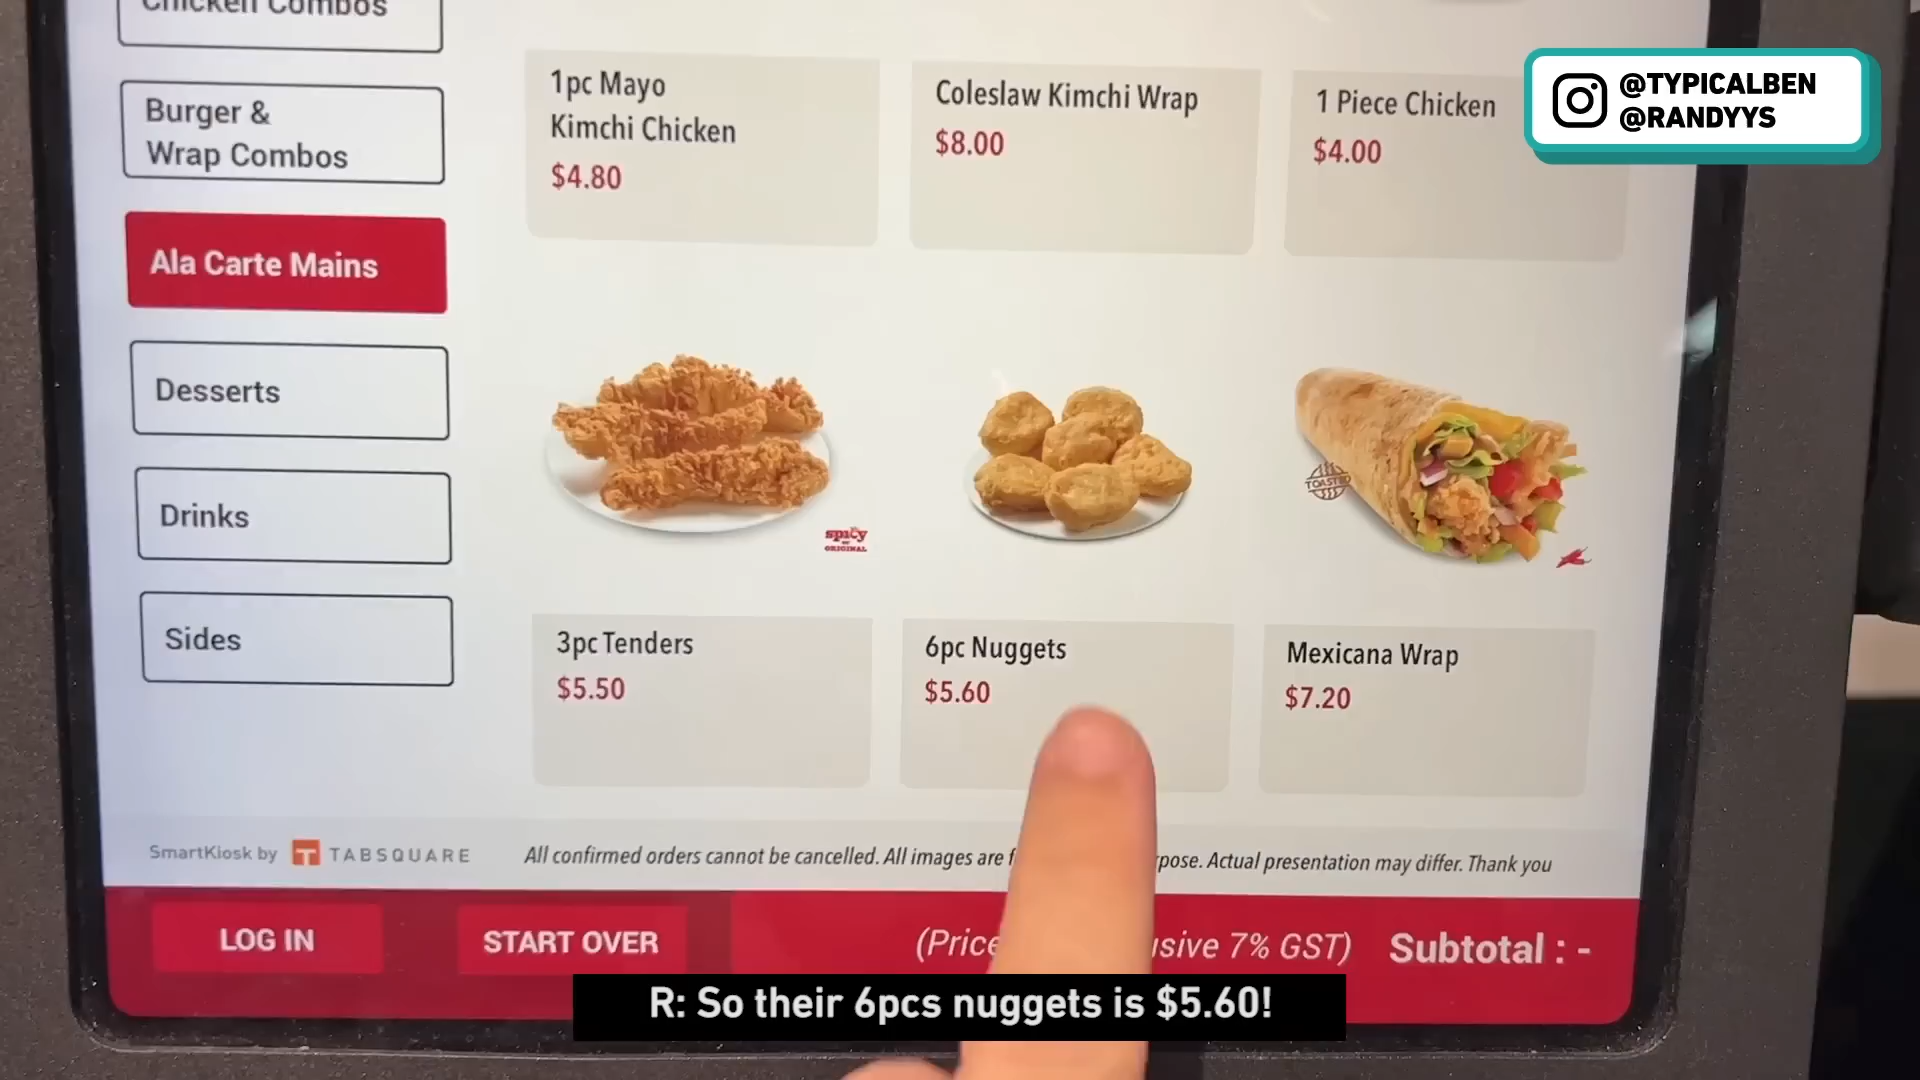 Chicken Combos
Burger &
Wrap Combos
Ala Carte Mains
Desserts
Drinks
Sides
1pc Mayo
Kimchi Chicken
$4.80
Coleslaw Kimchi Wrap
$8.00
1 Piece Chicken
$4.00
@TYPICALBEN
@RANDYYS
TOASTED
spicy
ORIGINAL
3pc Tenders
$5.50
6pc Nuggets
$5.60
Mexicana Wrap
$7.20
SmartKiosk by TABSQUARE
All confirmed orders cannot be cancelled. All images are pose. Actual presentation may differ. Thank you
LOG IN
START OVER
(Price usive 7% GST)
Subtotal : -
R: So their 6pcs nuggets is $5.60!